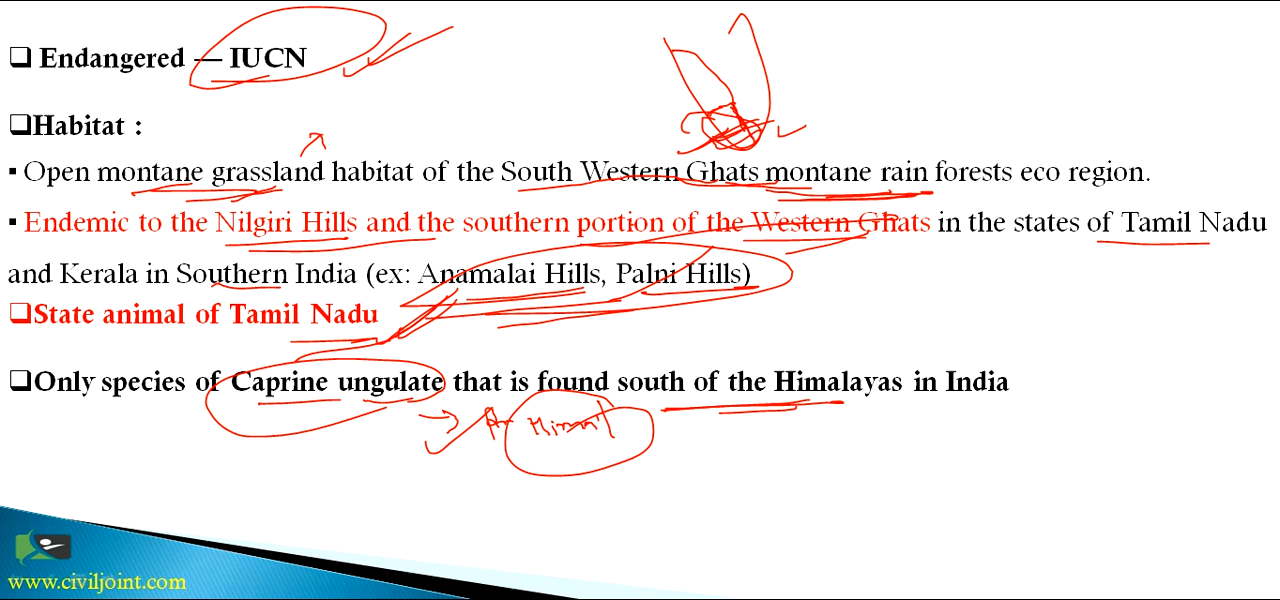 ❑ Endangered — IUCN
❑Habitat :
▪ Open montane grassland habitat of the South Western Ghats montane rain forests eco region.
▪ Endemic to the Nilgiri Hills and the southern portion of the Western Ghats in the states of Tamil Nadu
and Kerala in Southern India (ex: Anamalai Hills, Palni Hills)
❑State animal of Tamil Nadu
❑Only species of Caprine ungulate that is found south of the Himalayas in India
www.civiljoint.com